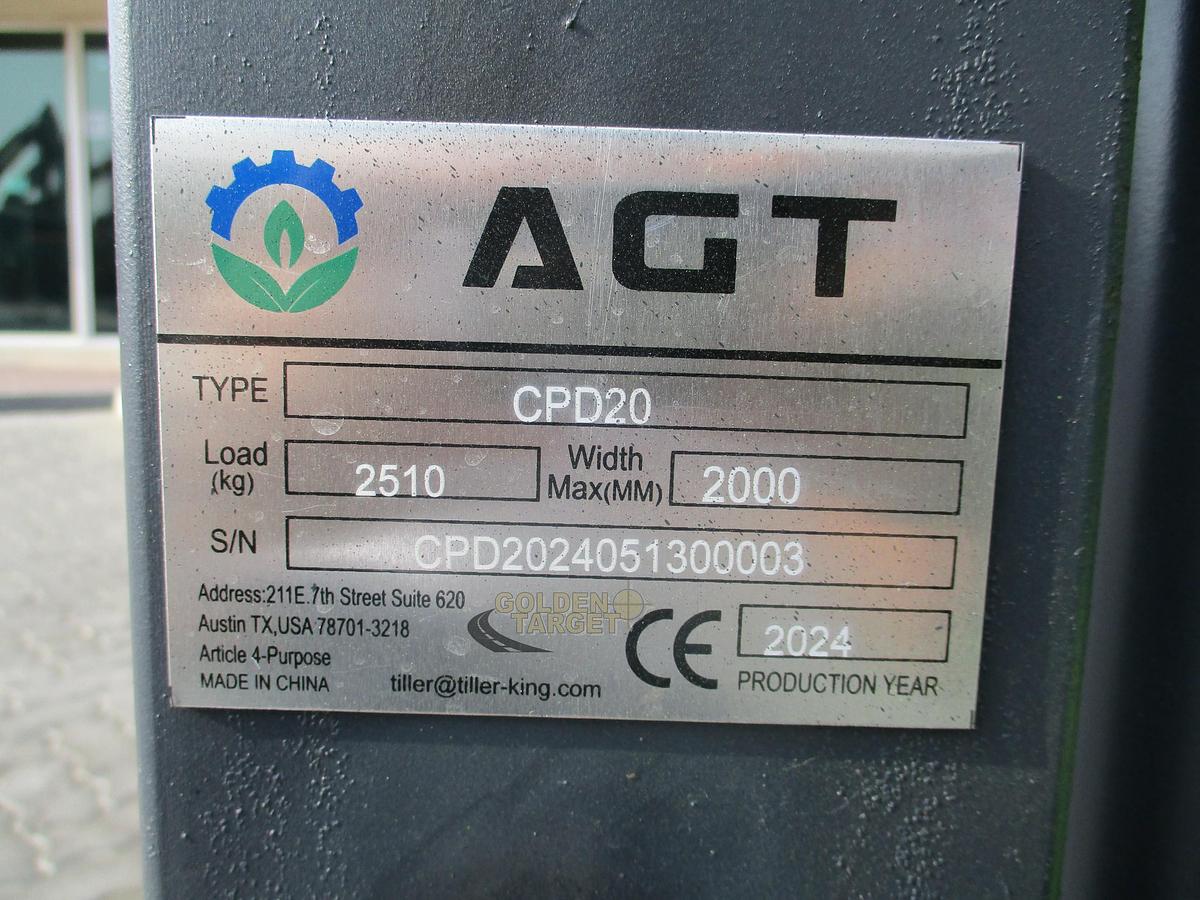 AGT
TYPE CPD20
Load (kg) 2510 Width Max(MM) 2000
S/N CPD2024051300003
Address:211E.7th Street Suite 620
Austin TX,USA 78701-3218
Article 4-Purpose
MADE IN CHINA
tiller@tiller-king.com
GOLDEN
TARGET
CE
2024
PRODUCTION YEAR